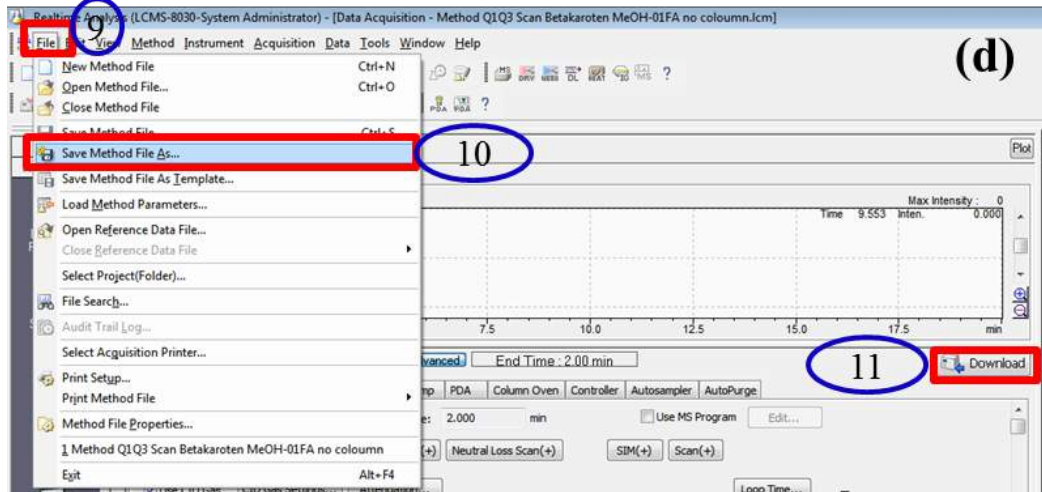 Realtime Analysis (LCMS-8030-System Administrator) - [Data Acquisition - Method Q1Q3 Scan Betakaroten MeOH-01FA no coloumn.lcm]
9
(d)
File Edit View Method Instrument Acquisition Data Tools Window Help
New Method File Ctrl+N
Open Method File... Ctrl+O
Close Method File
Save Method File Ctrl+S
Save Method File As...
10
Plot
Save Method File As Template...
Load Method Parameters...
Max Intensity : 0
Time 9.553 Inten. 0.000
Open Reference Data File...
Close Reference Data File
Select Project(Folder)...
File Search...
Audit Trail Log...
7.5 10.0 12.5 15.0 17.5 min
Select Acquisition Printer...
End Time : 2.00 min
11
Download
Print Setup...
Print Method File
PDA Column Oven Controller Autosampler AutoPurge
Method File Properties...
2.000 min Use MS Program Edit...
1 Method Q1Q3 Scan Betakaroten MeOH-01FA no coloumn
Neutral Loss Scan(+) SIM(+) Scan(+)
Exit Alt+F4
Loop Time...